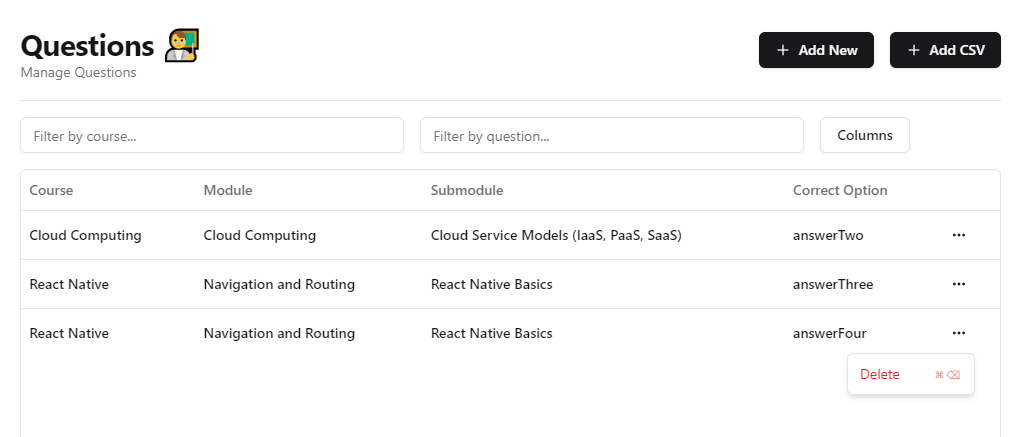 Questions
Manage Questions
+ Add New
+ Add CSV
Filter by course...
Filter by question...
Columns
Course Module Submodule Correct Option
Cloud Computing Cloud Computing Cloud Service Models (IaaS, PaaS, SaaS) answerTwo ...
React Native Navigation and Routing React Native Basics answerThree ...
React Native Navigation and Routing React Native Basics answerFour ...
Delete ⌘⌫